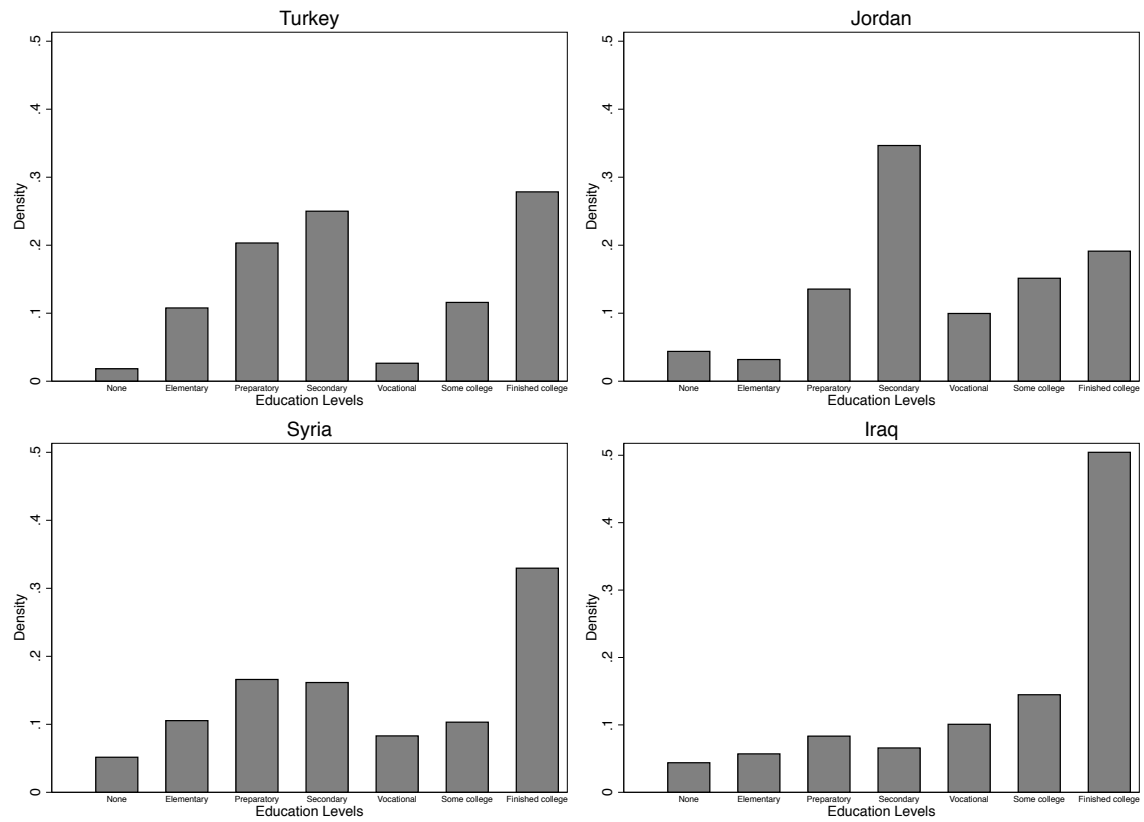 Turkey
Density
.5
.4
.3
.2
.1
0
None Elementary Preparatory Secondary Vocational Some college Finished college
Education Levels
Jordan
Density
.5
.4
.3
.2
.1
0
None Elementary Preparatory Secondary Vocational Some college Finished college
Education Levels
Syria
Density
.5
.4
.3
.2
.1
0
None Elementary Preparatory Secondary Vocational Some college Finished college
Education Levels
Iraq
Density
.5
.4
.3
.2
.1
0
None Elementary Preparatory Secondary Vocational Some college Finished college
Education Levels